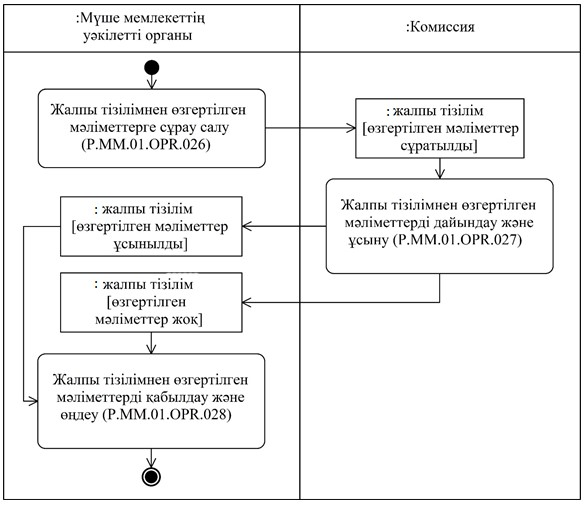 :Мүше мемлекеттің
уәкілетті органы
:Комиссия
Жалпы тізілімнен өзгертілген
мәліметтерге сұрау салу
(P.MM.01.OPR.026)
: жалпы тізілім
[өзгертілген мәліметтер
сұратылды]
Жалпы тізілімнен өзгертілген
мәліметтерді дайындау және
ұсыну (P.MM.01.OPR.027)
: жалпы тізілім
[өзгертілген мәліметтер
ұсынылды]
: жалпы тізілім
[өзгертілген
мәліметтер жоқ]
Жалпы тізілімнен өзгертілген
мәліметтерді қабылдау және
өңдеу (P.MM.01.OPR.028)